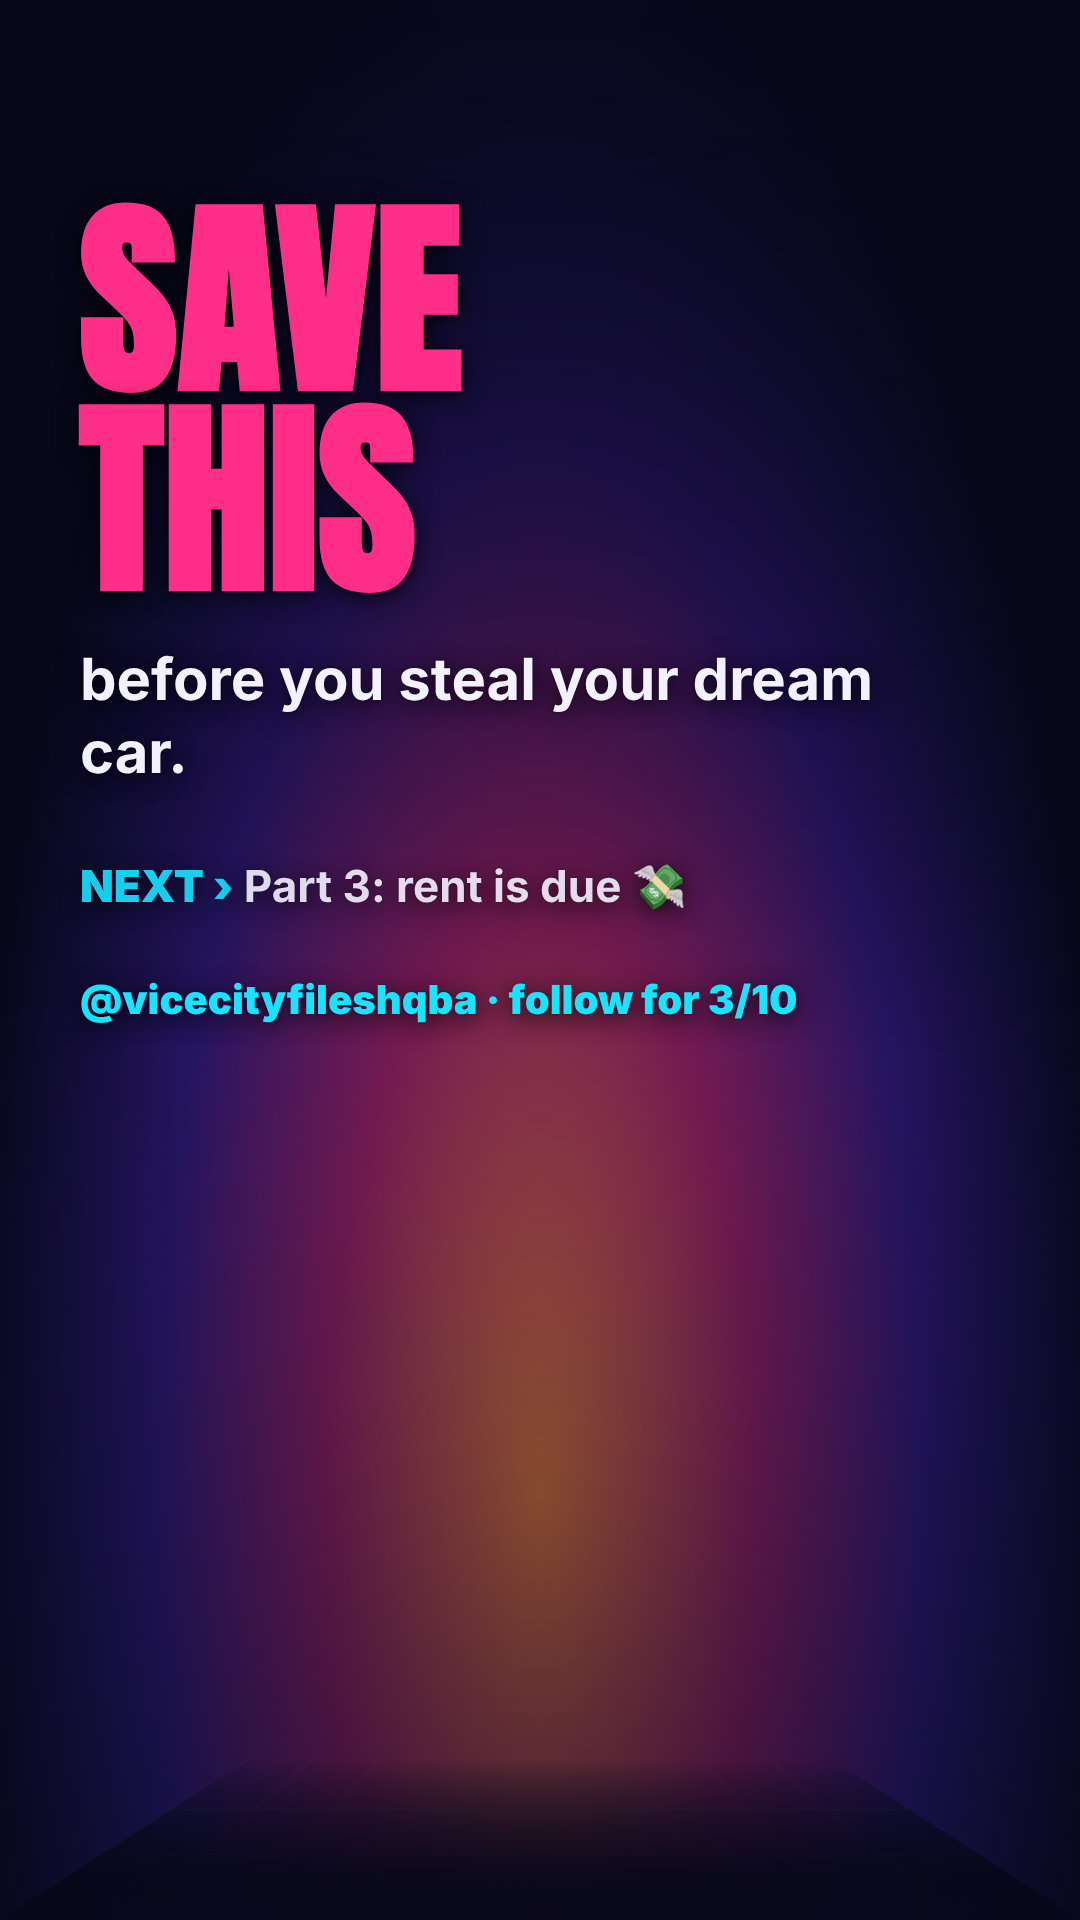 SAVE
THIS
before you steal your dream
car.
NEXT › Part 3: rent is due 💸
@vicecityfileshqba · follow for 3/10